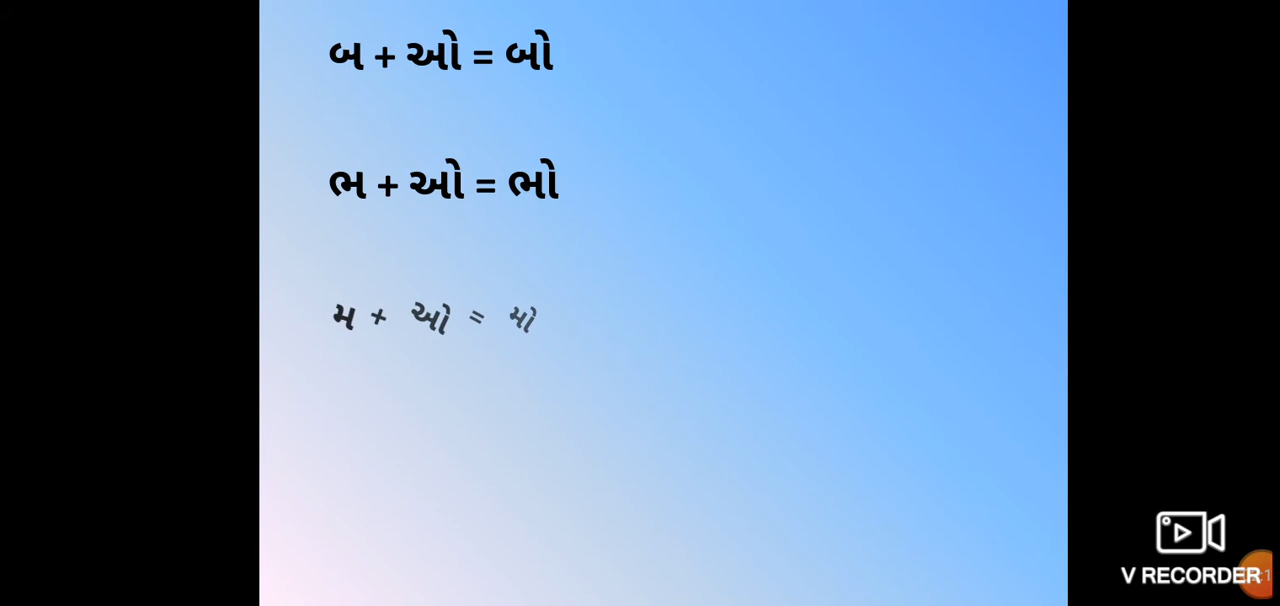 બ + ઓ = બો
ભ + ઓ = ભો
મ + ઓ = મો
V RECORDER